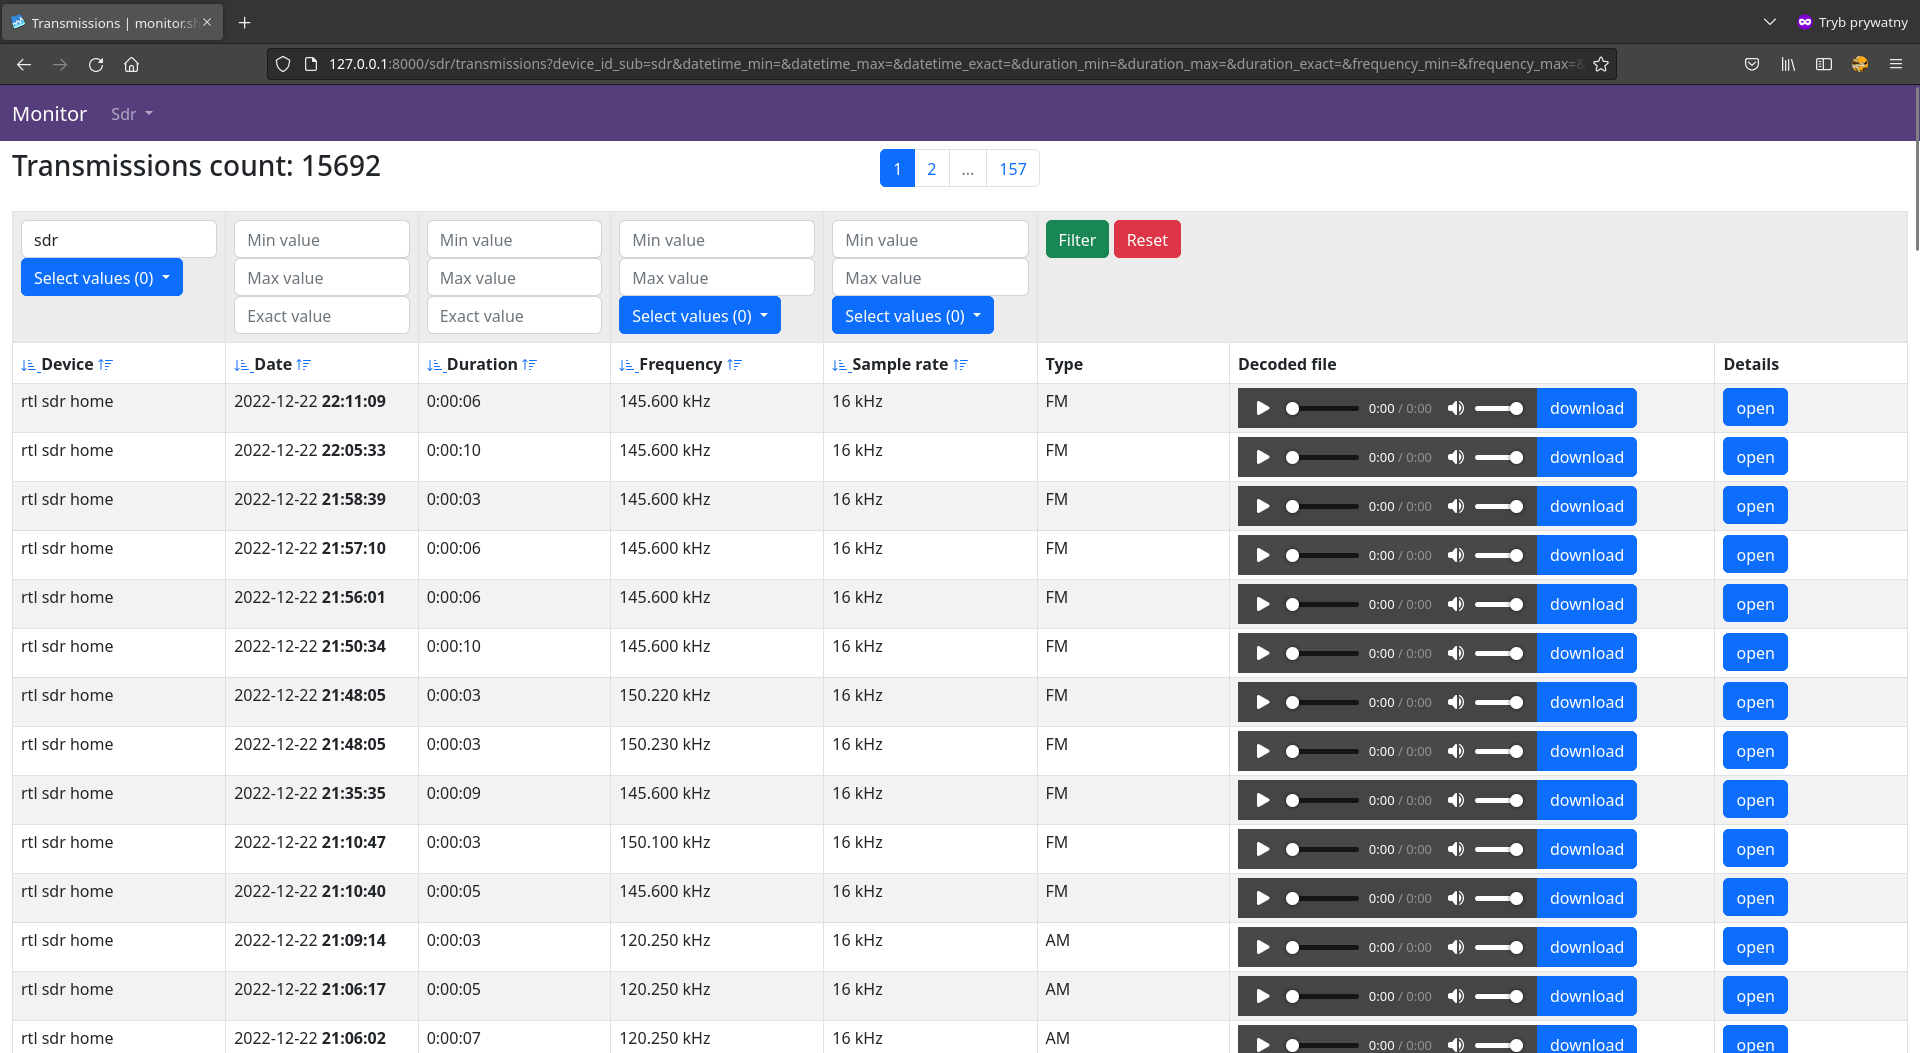 Transmissions | monitor.sh
Tryb prywatny
127.0.0.1:8000/sdr/transmissions?device_id_sub=sdr&datetime_min=&datetime_max=&datetime_exact=&duration_min=&duration_max=&duration_exact=&frequency_min=&frequency_max=&
Monitor Sdr
Transmissions count: 15692
1 2 ... 157
sdr Min value Min value Min value Min value Filter Reset
Select values (0) Max value Max value Max value Max value
Exact value Exact value Select values (0) Select values (0)
Device Date Duration Frequency Sample rate Type Decoded file Details
rtl sdr home 2022-12-22 22:11:09 0:00:06 145.600 kHz 16 kHz FM 0:00 / 0:00 download open
rtl sdr home 2022-12-22 22:05:33 0:00:10 145.600 kHz 16 kHz FM 0:00 / 0:00 download open
rtl sdr home 2022-12-22 21:58:39 0:00:03 145.600 kHz 16 kHz FM 0:00 / 0:00 download open
rtl sdr home 2022-12-22 21:57:10 0:00:06 145.600 kHz 16 kHz FM 0:00 / 0:00 download open
rtl sdr home 2022-12-22 21:56:01 0:00:06 145.600 kHz 16 kHz FM 0:00 / 0:00 download open
rtl sdr home 2022-12-22 21:50:34 0:00:10 145.600 kHz 16 kHz FM 0:00 / 0:00 download open
rtl sdr home 2022-12-22 21:48:05 0:00:03 150.220 kHz 16 kHz FM 0:00 / 0:00 download open
rtl sdr home 2022-12-22 21:48:05 0:00:03 150.230 kHz 16 kHz FM 0:00 / 0:00 download open
rtl sdr home 2022-12-22 21:35:35 0:00:09 145.600 kHz 16 kHz FM 0:00 / 0:00 download open
rtl sdr home 2022-12-22 21:10:47 0:00:03 150.100 kHz 16 kHz FM 0:00 / 0:00 download open
rtl sdr home 2022-12-22 21:10:40 0:00:05 145.600 kHz 16 kHz FM 0:00 / 0:00 download open
rtl sdr home 2022-12-22 21:09:14 0:00:03 120.250 kHz 16 kHz AM 0:00 / 0:00 download open
rtl sdr home 2022-12-22 21:06:17 0:00:05 120.250 kHz 16 kHz AM 0:00 / 0:00 download open
rtl sdr home 2022-12-22 21:06:02 0:00:07 120.250 kHz 16 kHz AM 0:00 / 0:00 download open